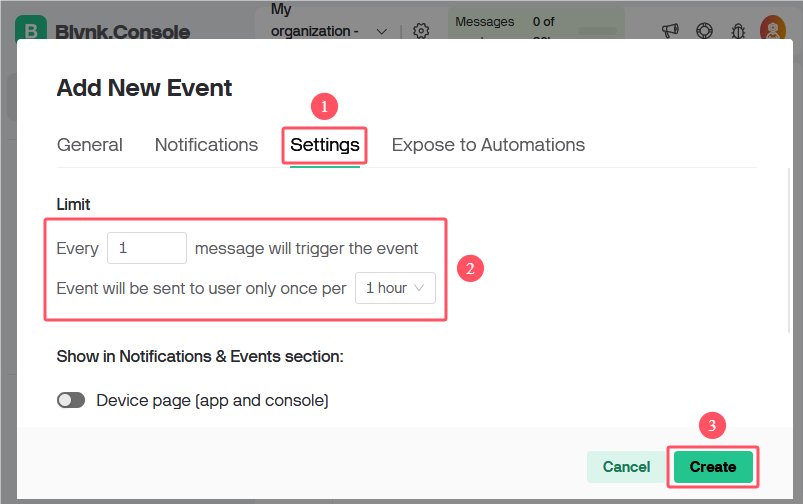 B Blynk.Console
My
organization -
Messages 0 of
Add New Event
1
General Notifications Settings Expose to Automations
Limit
Every 1 message will trigger the event
2
Event will be sent to user only once per 1 hour
Show in Notifications & Events section:
Device page (app and console)
3
Cancel Create